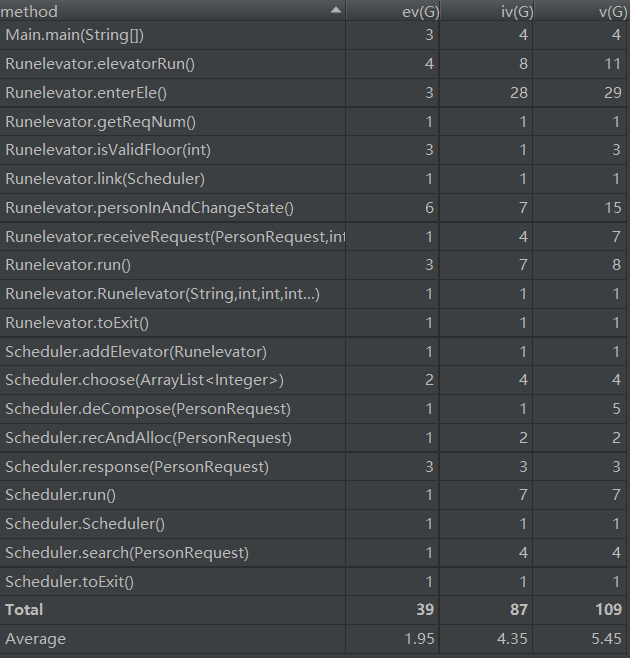 method ev(G) iv(G) v(G)
Main.main(String[]) 3 4 4
Runelevator.elevatorRun() 4 8 11
Runelevator.enterEle() 3 28 29
Runelevator.getReqNum() 1 1 1
Runelevator.isValidFloor(int) 3 1 3
Runelevator.link(Scheduler) 1 1 1
Runelevator.personInAndChangeState() 6 7 15
Runelevator.receiveRequest(PersonRequest,int 1 4 7
Runelevator.run() 3 7 8
Runelevator.Runelevator(String,int,int,int...) 1 1 1
Runelevator.toExit() 1 1 1
Scheduler.addElevator(Runelevator) 1 1 1
Scheduler.choose(ArrayList<Integer>) 2 4 4
Scheduler.deCompose(PersonRequest) 1 1 5
Scheduler.recAndAlloc(PersonRequest) 1 2 2
Scheduler.response(PersonRequest) 3 3 3
Scheduler.run() 1 7 7
Scheduler.Scheduler() 1 1 1
Scheduler.search(PersonRequest) 1 4 4
Scheduler.toExit() 1 1 1
Total 39 87 109
Average 1.95 4.35 5.45